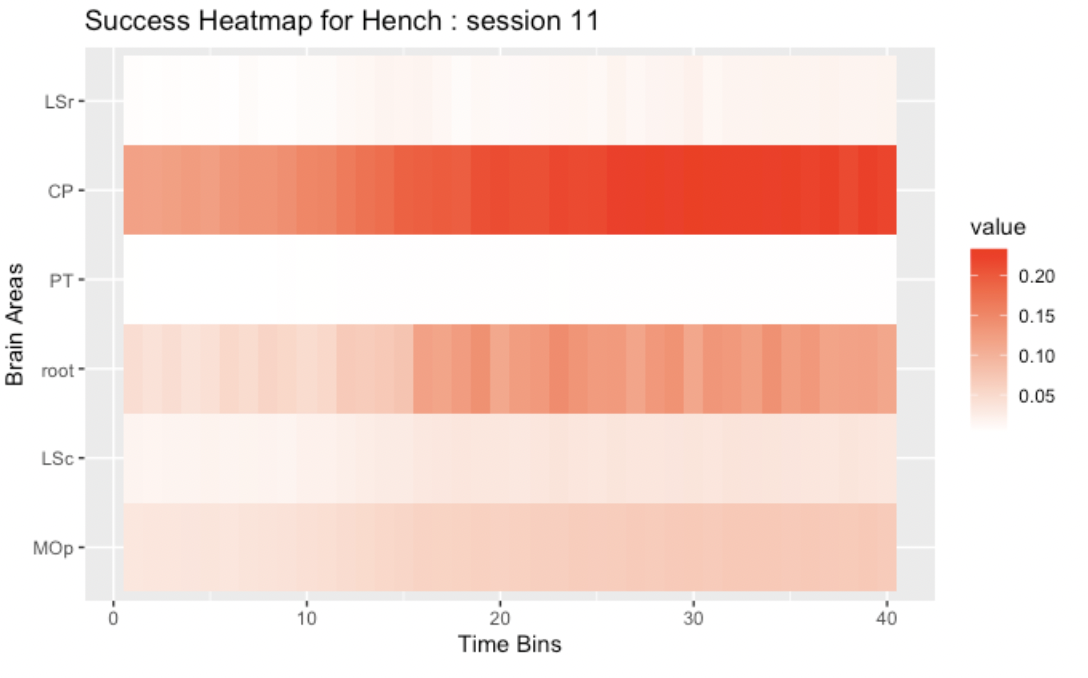 Success Heatmap for Hench : session 11
Brain Areas
LSr
CP
PT
root
LSc
MOp
0 10 20 30 40
Time Bins
value
0.20
0.15
0.10
0.05